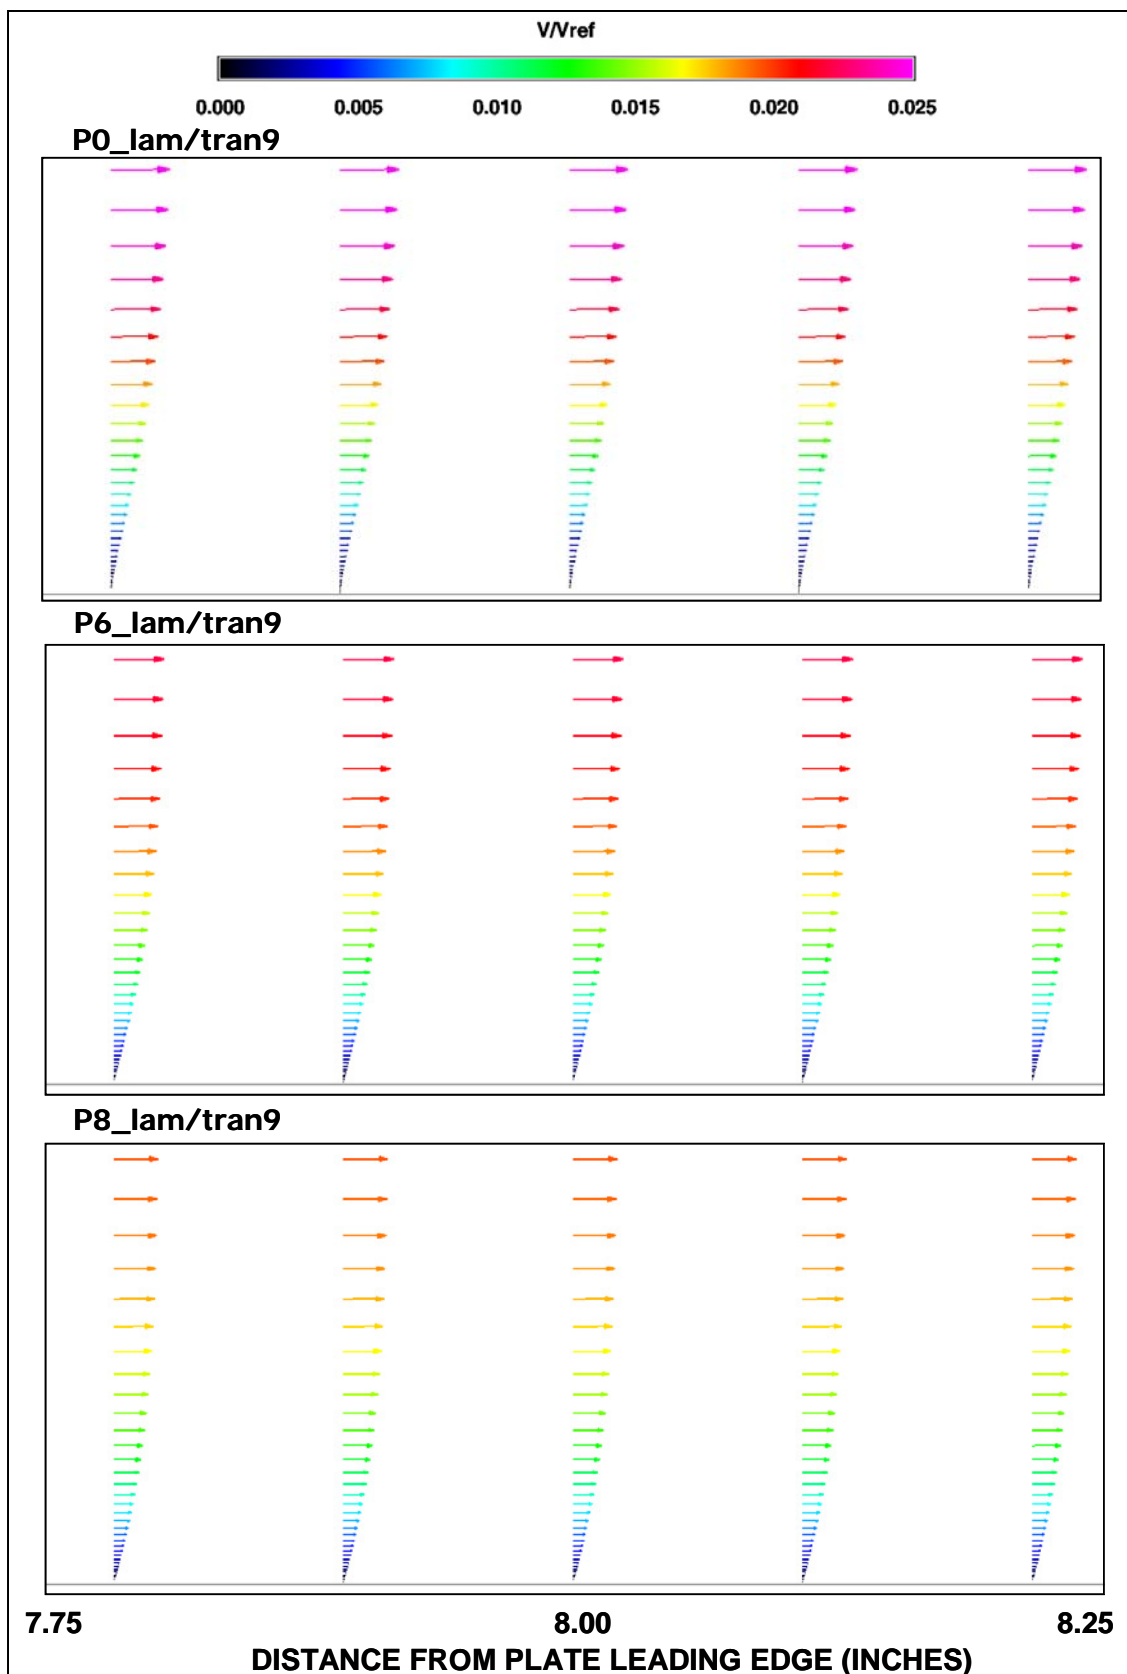 V/Vref
0.000 0.005 0.010 0.015 0.020 0.025
P0_lam/tran9
P6_lam/tran9
P8_lam/tran9
7.75 8.00 8.25
DISTANCE FROM PLATE LEADING EDGE (INCHES)